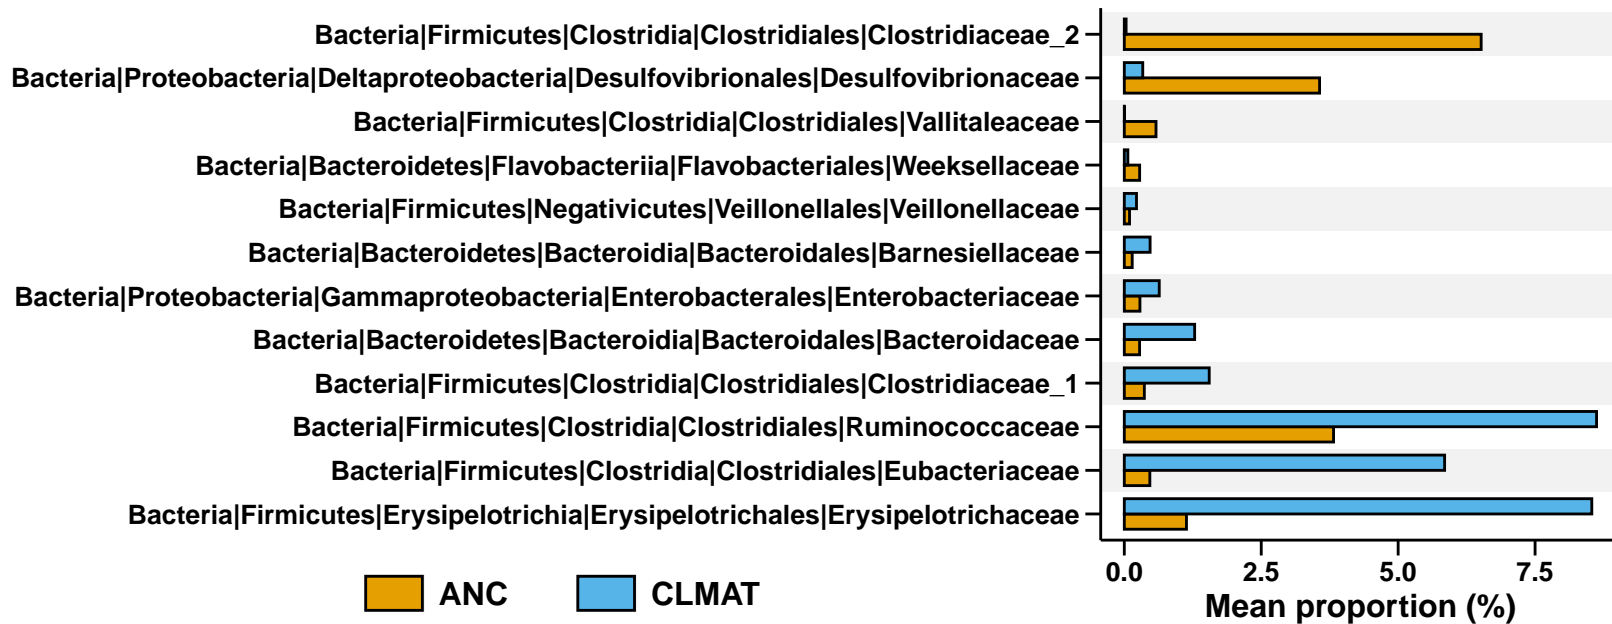 Bacteria|Firmicutes|Clostridia|Clostridiales|Clostridiaceae_2
Bacteria|Proteobacteria|Deltaproteobacteria|Desulfovibrionales|Desulfovibrionaceae
Bacteria|Firmicutes|Clostridia|Clostridiales|Vallitaleaceae
Bacteria|Bacteroidetes|Flavobacteriia|Flavobacteriales|Weeksellaceae
Bacteria|Firmicutes|Negativicutes|Veillonellales|Veillonellaceae
Bacteria|Bacteroidetes|Bacteroidia|Bacteroidales|Barnesiellaceae
Bacteria|Proteobacteria|Gammaproteobacteria|Enterobacterales|Enterobacteriaceae
Bacteria|Bacteroidetes|Bacteroidia|Bacteroidales|Bacteroidaceae
Bacteria|Firmicutes|Clostridia|Clostridiales|Clostridiaceae_1
Bacteria|Firmicutes|Clostridia|Clostridiales|Ruminococcaceae
Bacteria|Firmicutes|Clostridia|Clostridiales|Eubacteriaceae
Bacteria|Firmicutes|Erysipelotrichia|Erysipelotrichales|Erysipelotrichaceae
0.0 2.5 5.0 7.5
Mean proportion (%)
ANC CLMAT